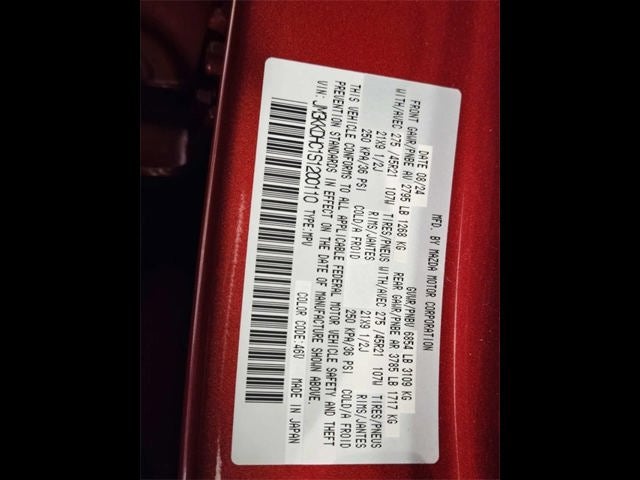 MFD. BY MAZDA MOTOR CORPORATION
DATE 08/24 GVWR/PNBV 6854 LB 3109 KG
FRONT GAWR/PNBE AV 2795 LB 1268 KG REAR GAWR/PNBE AR 3785 LB 1717 KG
WITH/AVEC 275 /45R21 107W TIRES/PNEUS WITH/AVEC 275 /45R21 107W TIRES/PNEUS
21X9 1/2J RIMS/JANTES 21X9 1/2J RIMS/JANTES
250 KPA/36 PSI COLD/A FROID 250 KPA/36 PSI COLD/A FROID
THIS VEHICLE CONFORMS TO ALL APPLICABLE FEDERAL MOTOR VEHICLE SAFETY AND THEFT
PREVENTION STANDARDS IN EFFECT ON THE DATE OF MANUFACTURE SHOWN ABOVE.
VIN: JM3KKDHC1S1200110 TYPE:MPV COLOR CODE:46V MADE IN JAPAN